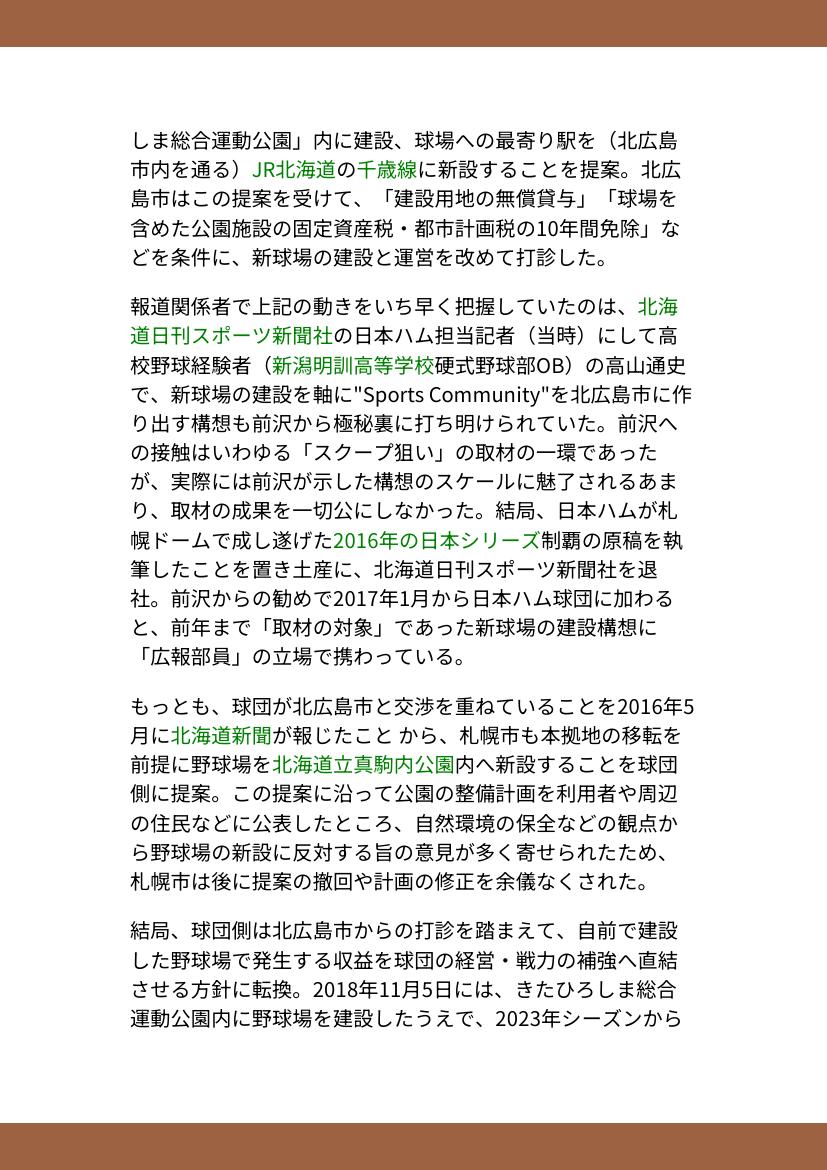 しま総合運動公園」内に建設、球場への最寄り駅を（北広島
市内を通る）JR北海道の千歳線に新設することを提案。北広
島市はこの提案を受けて、「建設用地の無償貸与」「球場を
含めた公園施設の固定資産税・都市計画税の10年間免除」な
どを条件に、新球場の建設と運営を改めて打診した。
報道関係者で上記の動きをいち早く把握していたのは、北海
道日刊スポーツ新聞社の日本ハム担当記者（当時）にして高
校野球経験者（新潟明訓高等学校硬式野球部OB）の高山通史
で、新球場の建設を軸に"Sports Community"を北広島市に作
り出す構想も前沢から極秘裏に打ち明けられていた。前沢へ
の接触はいわゆる「スクープ狙い」の取材の一環であった
が、実際には前沢が示した構想のスケールに魅了されるあま
り、取材の成果を一切公にしなかった。結局、日本ハムが札
幌ドームで成し遂げた2016年の日本シリーズ制覇の原稿を執
筆したことを置き土産に、北海道日刊スポーツ新聞社を退
社。前沢からの勧めで2017年1月から日本ハム球団に加わる
と、前年まで「取材の対象」であった新球場の建設構想に
「広報部員」の立場で携わっている。
もっとも、球団が北広島市と交渉を重ねていることを2016年5
月に北海道新聞が報じたこと から、札幌市も本拠地の移転を
前提に野球場を北海道立真駒内公園内へ新設することを球団
側に提案。この提案に沿って公園の整備計画を利用者や周辺
の住民などに公表したところ、自然環境の保全などの観点か
ら野球場の新設に反対する旨の意見が多く寄せられたため、
札幌市は後に提案の撤回や計画の修正を余儀なくされた。
結局、球団側は北広島市からの打診を踏まえて、自前で建設
した野球場で発生する収益を球団の経営・戦力の補強へ直結
させる方針に転換。2018年11月5日には、きたひろしま総合
運動公園内に野球場を建設したうえで、2023年シーズンから